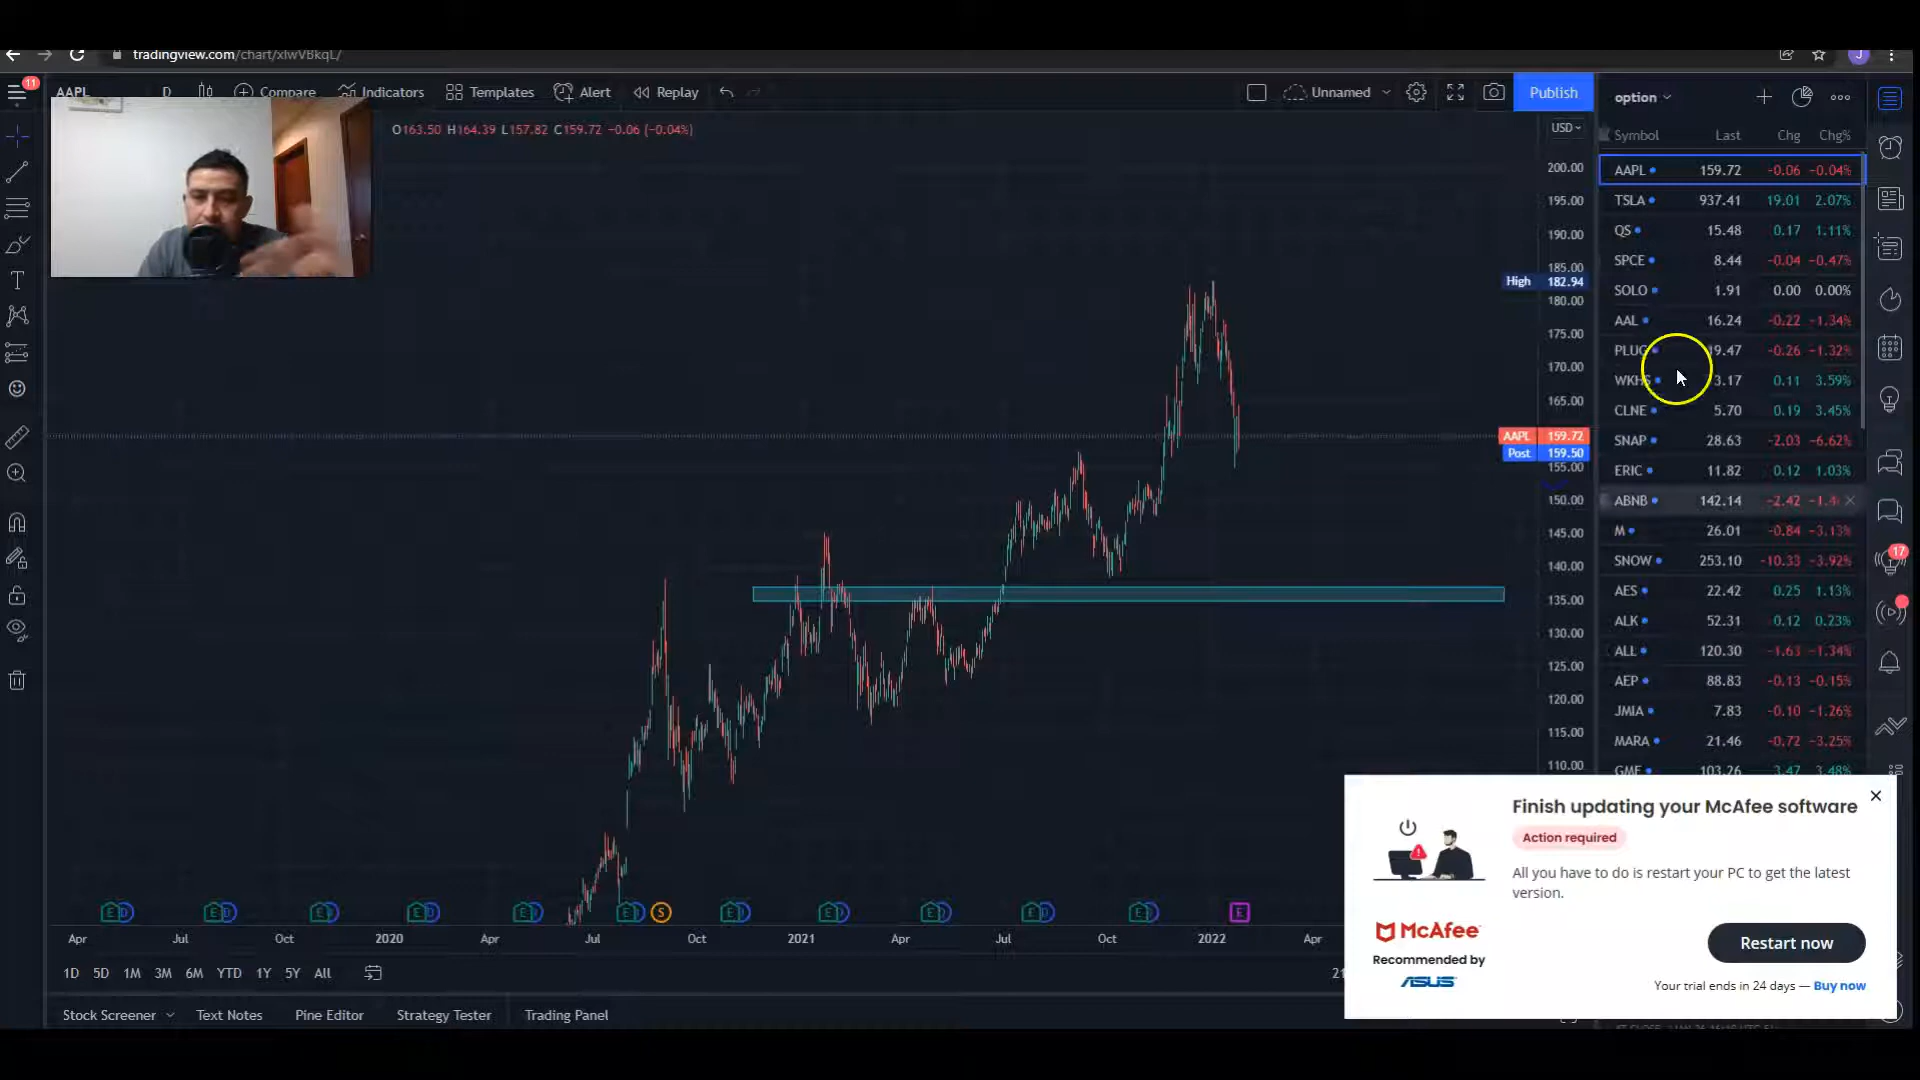 tradingview.com/chart/xIwVBkqL/
11
AAPL D Compare Indicators Templates Alert Replay Unnamed Publish
option
O163.50 H164.39 L157.82 C159.72 -0.06 (-0.04%)
USD
Symbol Last Chg Chg%
AAPL 159.72 -0.06 -0.04%
TSLA 937.41 19.01 2.07%
QS 15.48 0.17 1.11%
SPCE 8.44 -0.04 -0.47%
SOLO 1.91 0.00 0.00%
AAL 16.24 -0.22 -1.34%
PLUG 19.47 -0.26 -1.32%
WKHS 3.17 0.11 3.59%
CLNE 5.70 0.19 3.45%
SNAP 28.63 -2.03 -6.62%
ERIC 11.82 0.12 1.03%
ABNB 142.14 -2.42
M 26.01 -0.84 -3.13%
SNOW 253.10 -10.33 -3.92%
AES 22.42 0.25 1.13%
ALK 52.31 0.12 0.23%
ALL 120.30 -1.63 -1.34%
AEP 88.83 -0.13 -0.15%
JMIA 7.83 -0.10 -1.26%
MARA 21.46 -0.72 -3.25%
GME 103.26 3.47 3.48%
17
200.00
195.00
190.00
185.00
High 182.94
180.00
175.00
170.00
165.00
AAPL 159.72
Post 159.50
155.00
150.00
145.00
140.00
135.00
130.00
125.00
120.00
115.00
110.00
E D E D E D E D E D E D S E D E D E D E D E D E
Apr Jul Oct 2020 Apr Jul Oct 2021 Apr Jul Oct 2022 Apr
1D 5D 1M 3M 6M YTD 1Y 5Y All
Stock Screener Text Notes Pine Editor Strategy Tester Trading Panel
Finish updating your McAfee software
Action required
All you have to do is restart your PC to get the latest
version.
McAfee
Recommended by
ASUS
Restart now
Your trial ends in 24 days — Buy now